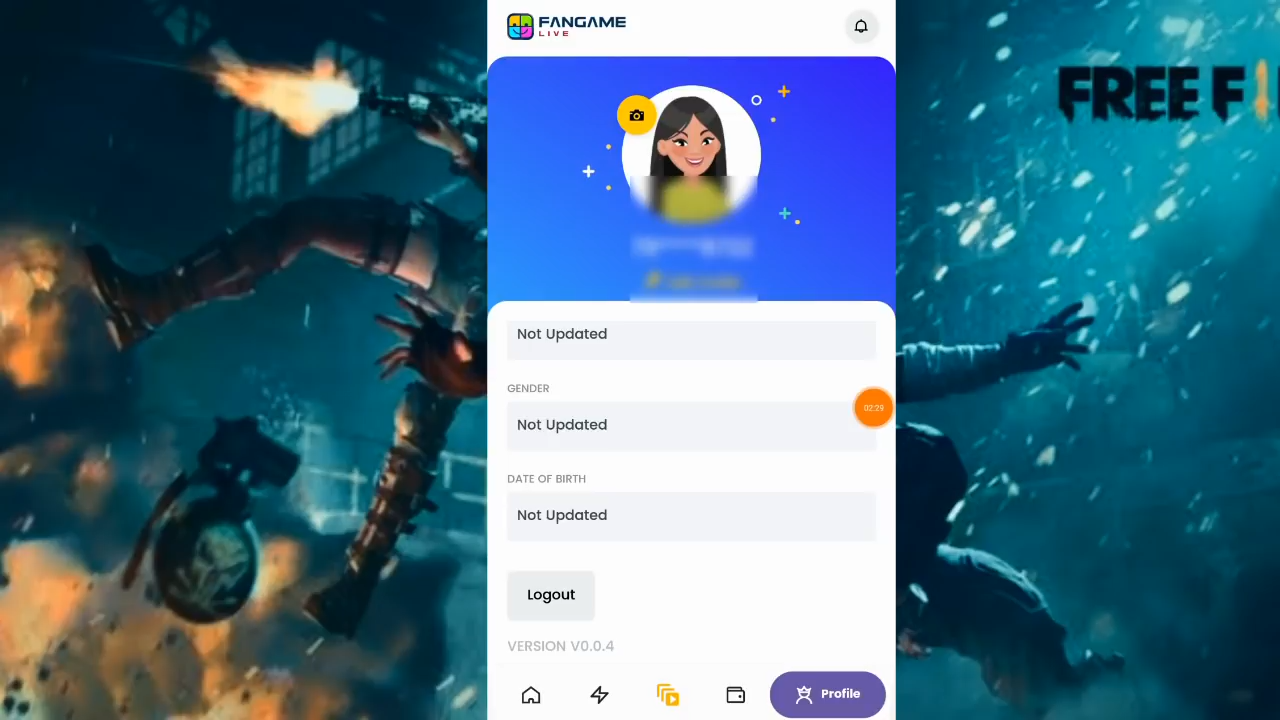 FANGAME
LIVE
FREE F
Not Updated
GENDER
Not Updated
02:29
DATE OF BIRTH
Not Updated
Logout
VERSION V0.0.4
Profile